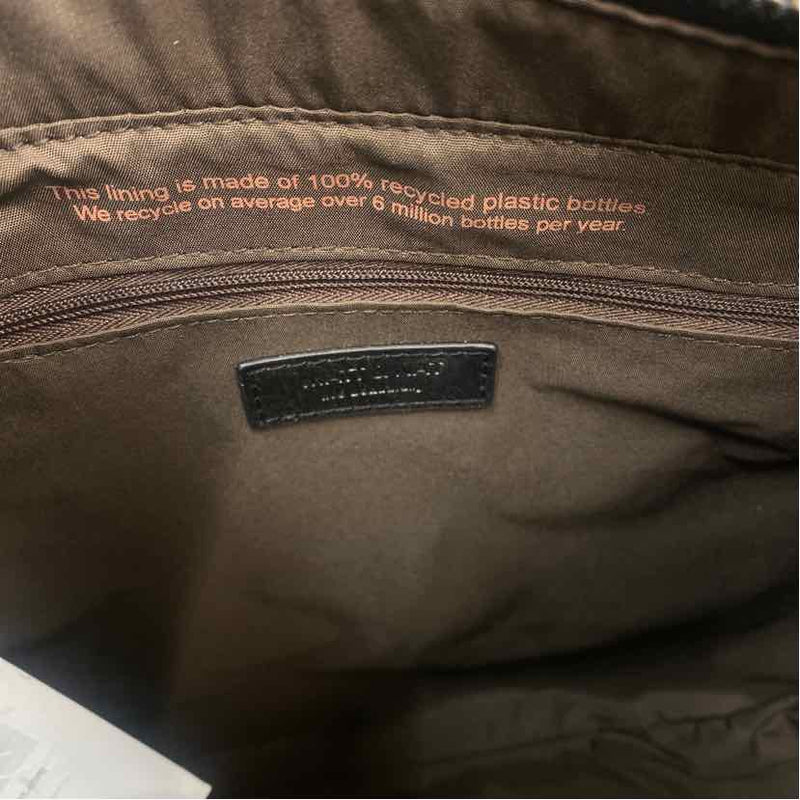 This lining is made of 100% recycled plastic bottles
We recycle on average over 6 million bottles per year.